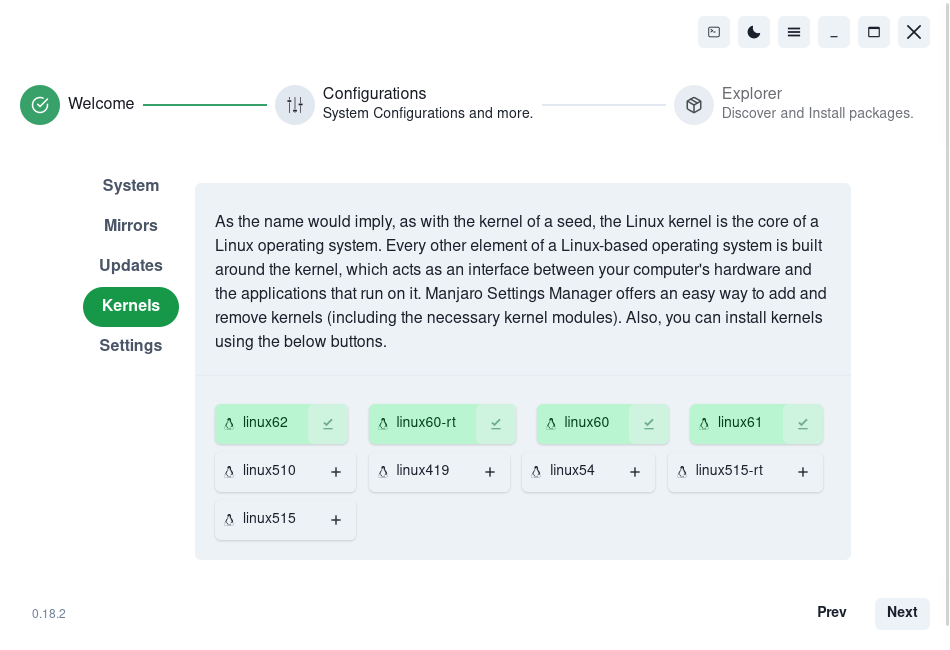 Welcome
Configurations
System Configurations and more.
Explorer
Discover and Install packages.
System
Mirrors
Updates
Kernels
Settings
As the name would imply, as with the kernel of a seed, the Linux kernel is the core of a
Linux operating system. Every other element of a Linux-based operating system is built
around the kernel, which acts as an interface between your computer's hardware and
the applications that run on it. Manjaro Settings Manager offers an easy way to add and
remove kernels (including the necessary kernel modules). Also, you can install kernels
using the below buttons.
linux62 linux60-rt linux60 linux61
linux510 linux419 linux54 linux515-rt
linux515
0.18.2
Prev Next